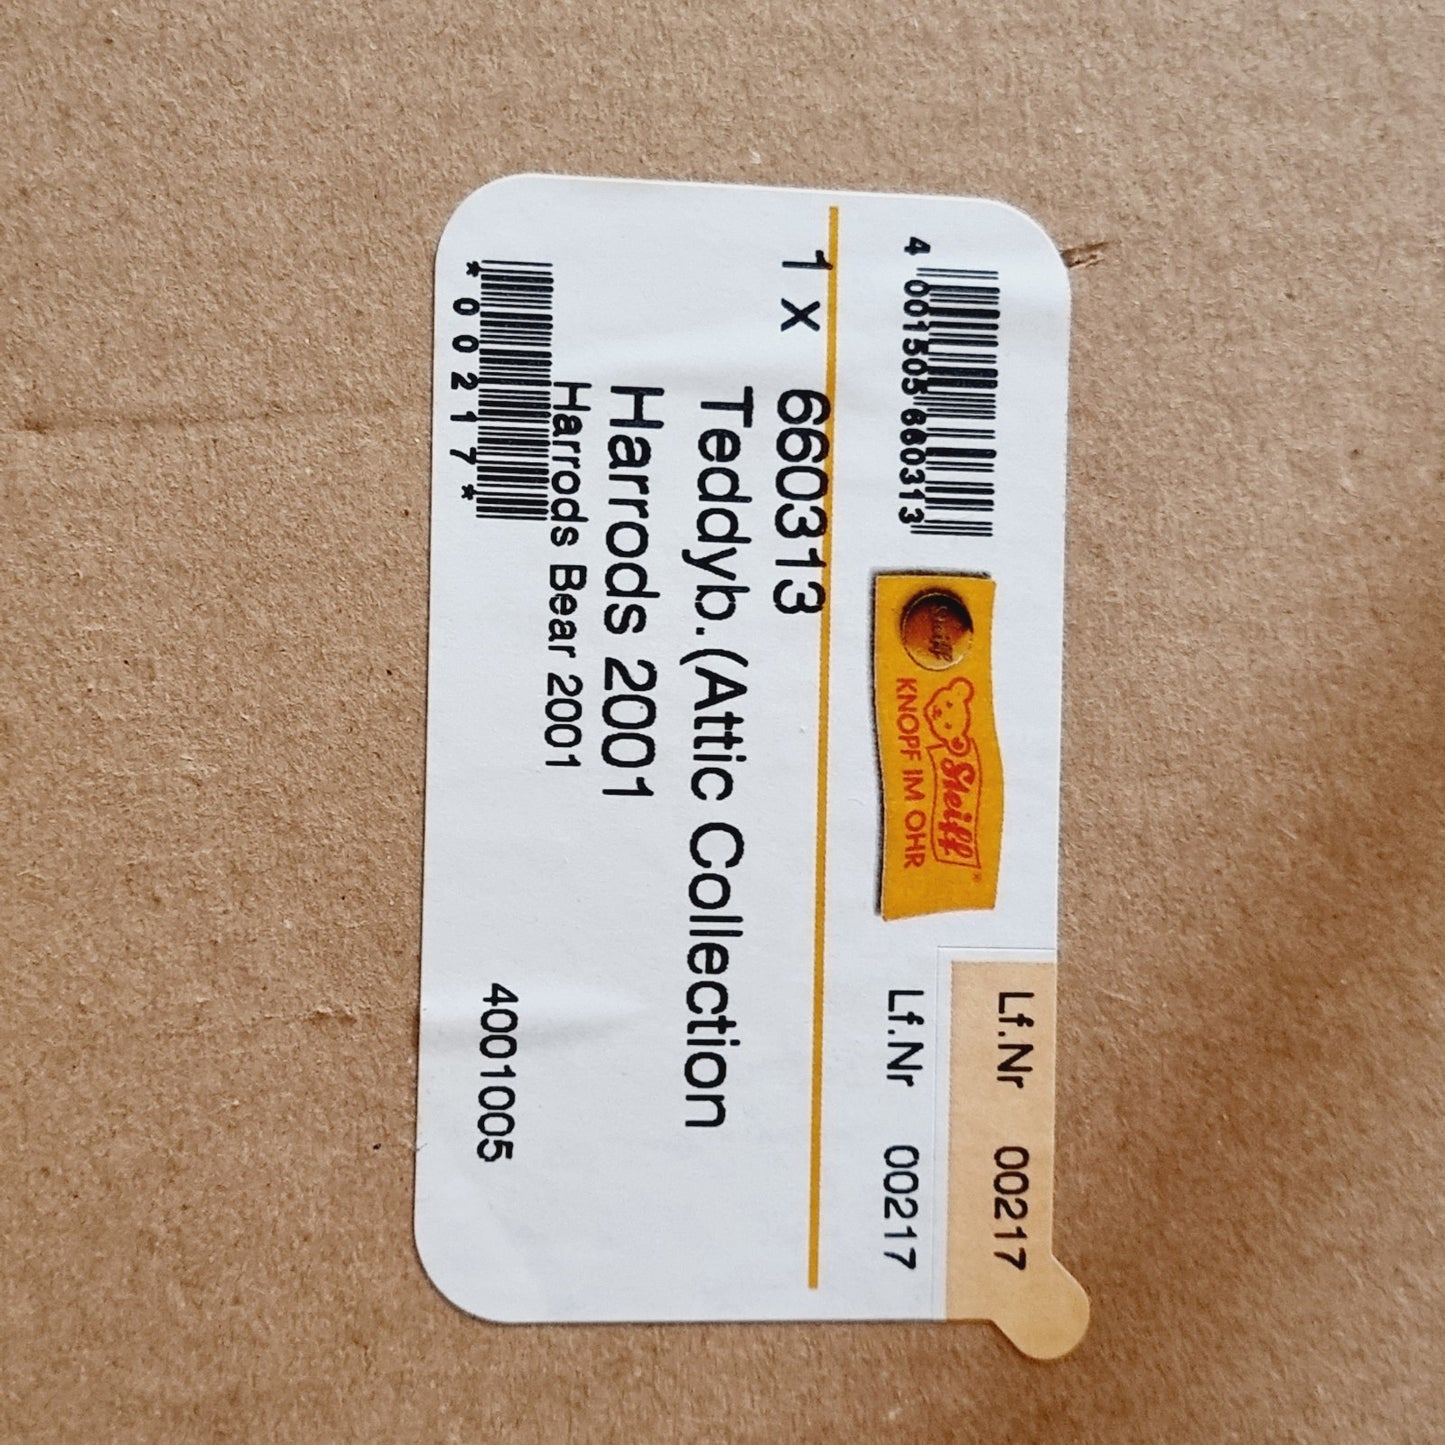 4 001505 660313
Steiff
Steiff
KNOPF IM OHR
Lf.Nr 00217
Lf.Nr 00217
1 x 660313
Teddyb.(Attic Collection
Harrods 2001
Harrods Bear 2001
*00217*
4001005